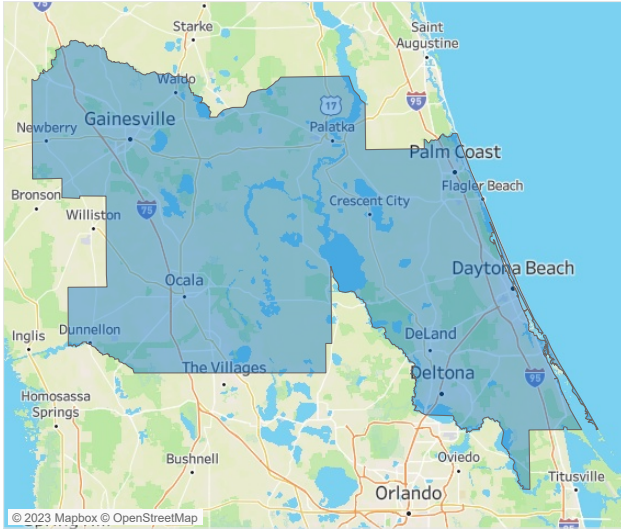 75
Starke
Saint
Augustine
Waldo
95
17
Newberry
Gainesville
Palatka
Palm Coast
Bronson
75
Crescent City
Flagler Beach
Williston
Ocala
Daytona Beach
Inglis
Dunnellon
DeLand
The Villages
Deltona
95
Homosassa
Springs
Bushnell
Oviedo
Titusville
Orlando
© 2023 Mapbox © OpenStreetMap